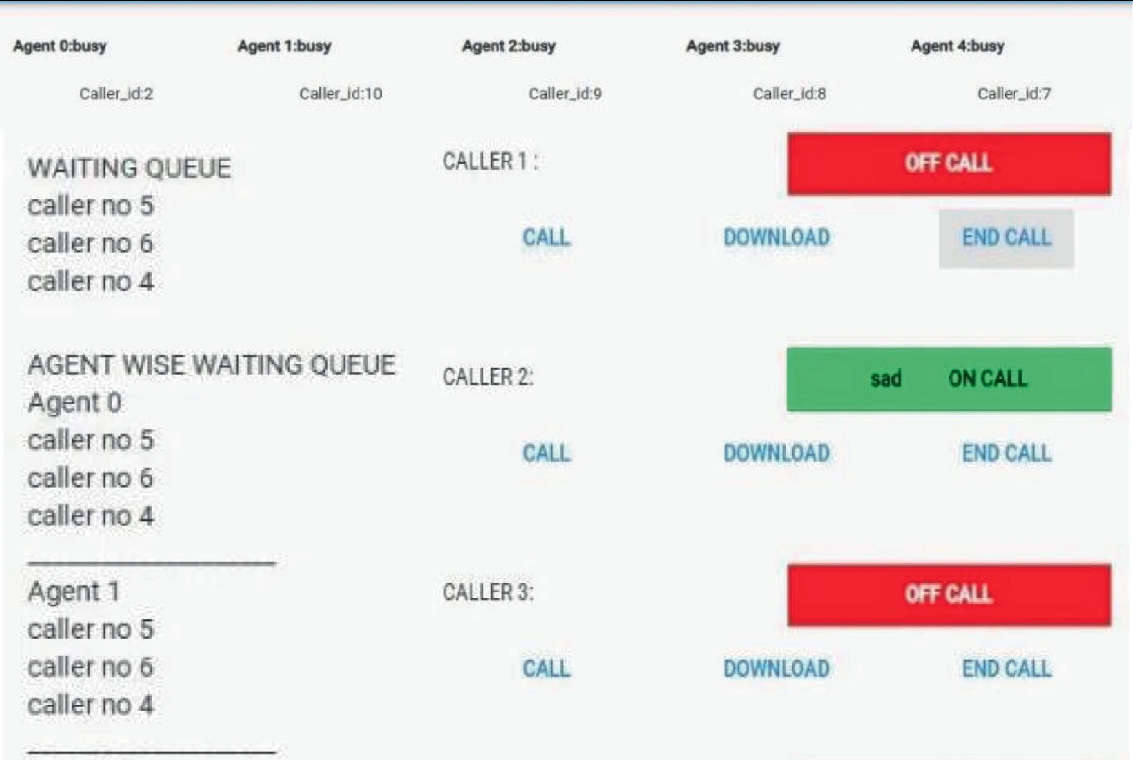 Agent 0:busy Agent 1:busy Agent 2:busy Agent 3:busy Agent 4:busy
Caller_id:2 Caller_id:10 Caller_id:9 Caller_id:8 Caller_id:7
WAITING QUEUE
caller no 5
caller no 6
caller no 4
AGENT WISE WAITING QUEUE
Agent 0
caller no 5
caller no 6
caller no 4
Agent 1
caller no 5
caller no 6
caller no 4
CALLER 1 : OFF CALL
CALL DOWNLOAD END CALL
CALLER 2: sad ON CALL
CALL DOWNLOAD END CALL
CALLER 3: OFF CALL
CALL DOWNLOAD END CALL